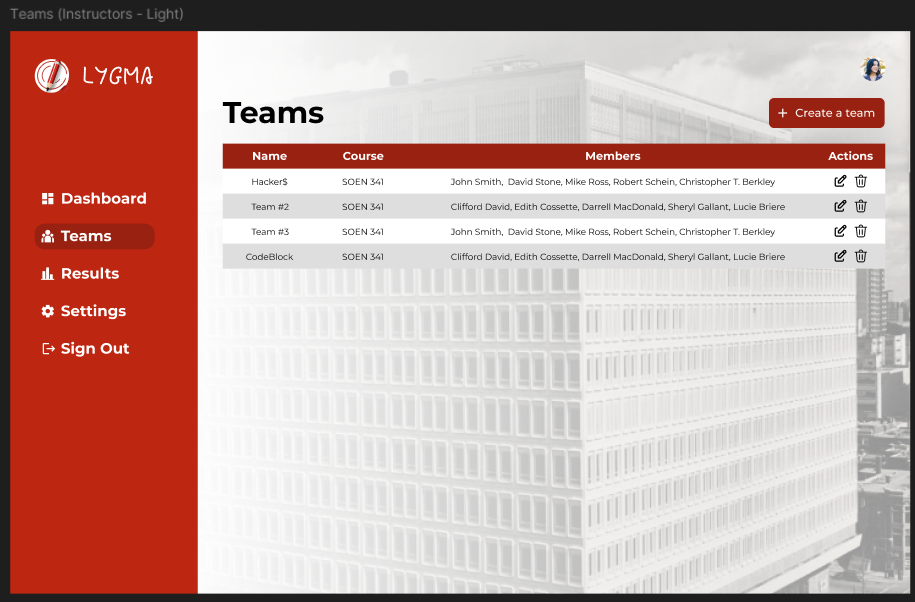 Teams (Instructors - Light)
LYGMA
Dashboard
Teams
Results
Settings
Sign Out
Teams
+ Create a team
Name Course Members Actions
Hacker$ SOEN 341 John Smith, David Stone, Mike Ross, Robert Schein, Christopher T. Berkley
Team #2 SOEN 341 Clifford David, Edith Cossette, Darrell MacDonald, Sheryl Gallant, Lucie Briere
Team #3 SOEN 341 John Smith, David Stone, Mike Ross, Robert Schein, Christopher T. Berkley
CodeBlock SOEN 341 Clifford David, Edith Cossette, Darrell MacDonald, Sheryl Gallant, Lucie Briere